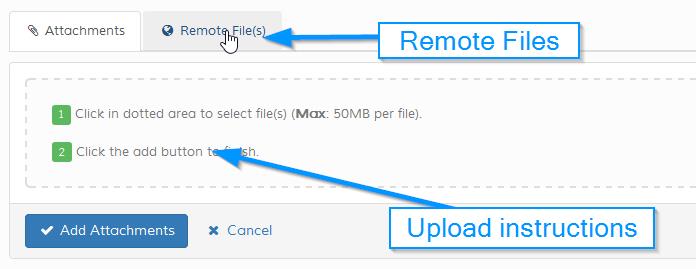 Attachments
Remote File(s)
Remote Files
1 Click in dotted area to select file(s) (Max: 50MB per file).
2 Click the add button to finish.
Upload instructions
Add Attachments
Cancel